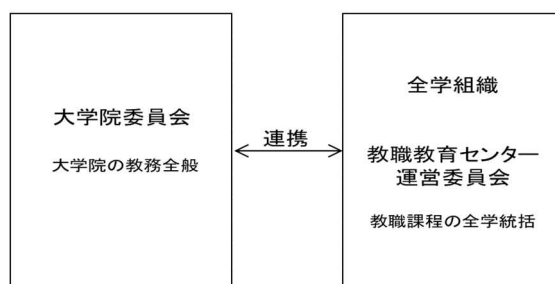 大学院委員会
大学院の教務全般
連携
全学組織
教職教育センター
運営委員会
教職課程の全学統括